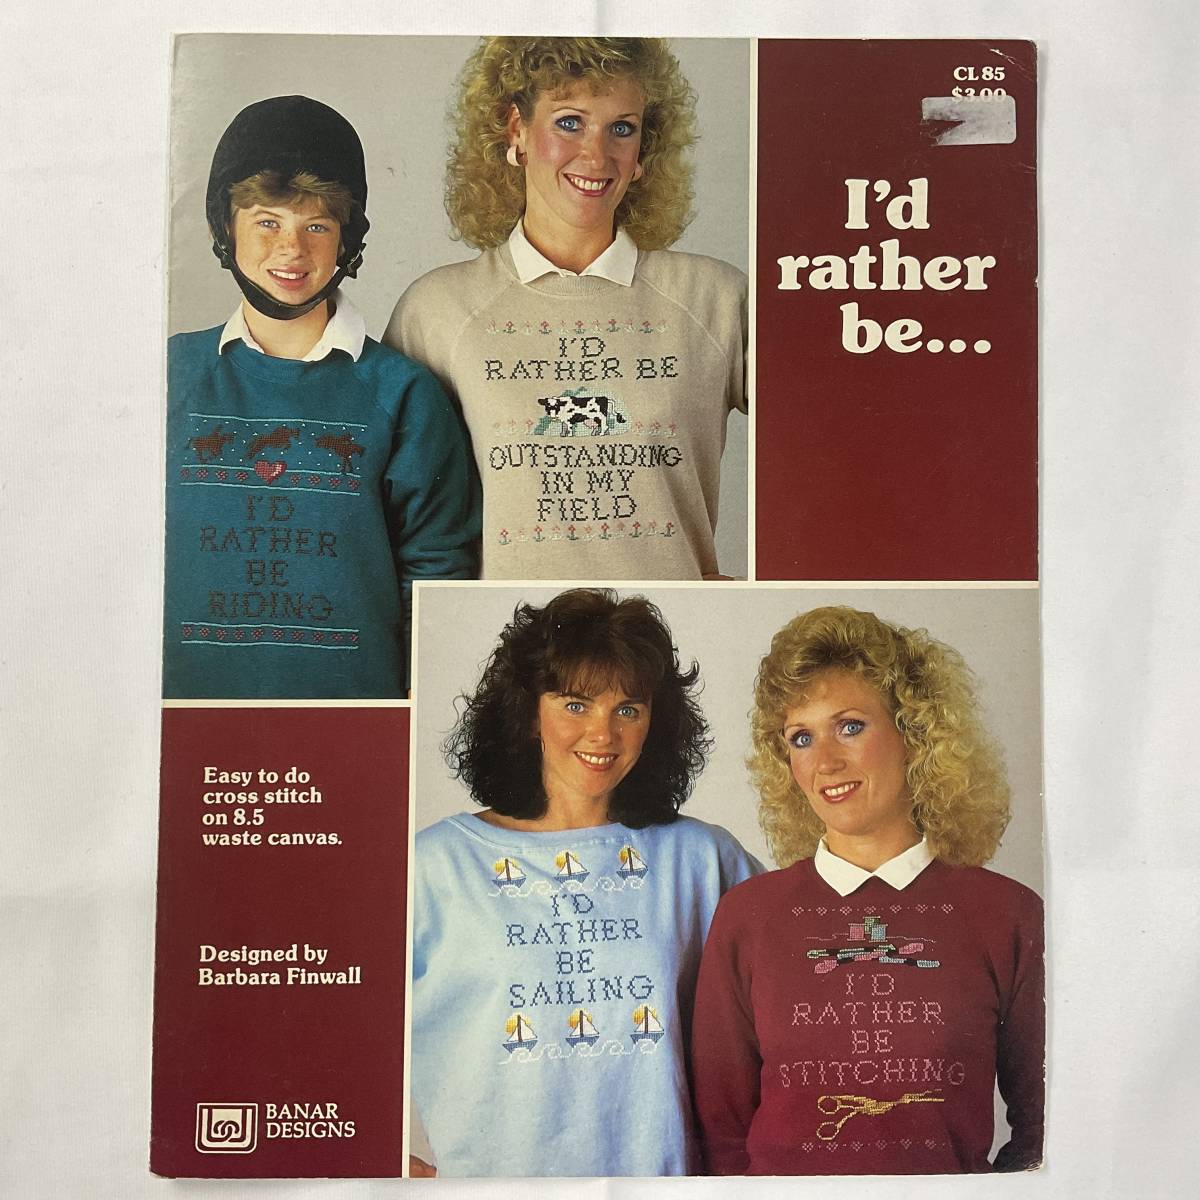 CL 85
$3.00
I'd
rather
be...
I'D
RATHER BE
OUTSTANDING
IN MY
FIELD
I'D
RATHER
BE
RIDING
Easy to do
cross stitch
on 8.5
waste canvas.
Designed by
Barbara Finwall
BANAR
DESIGNS
I'D
RATHER
BE
SAILING
I'D
RATHER
BE
STITCHING